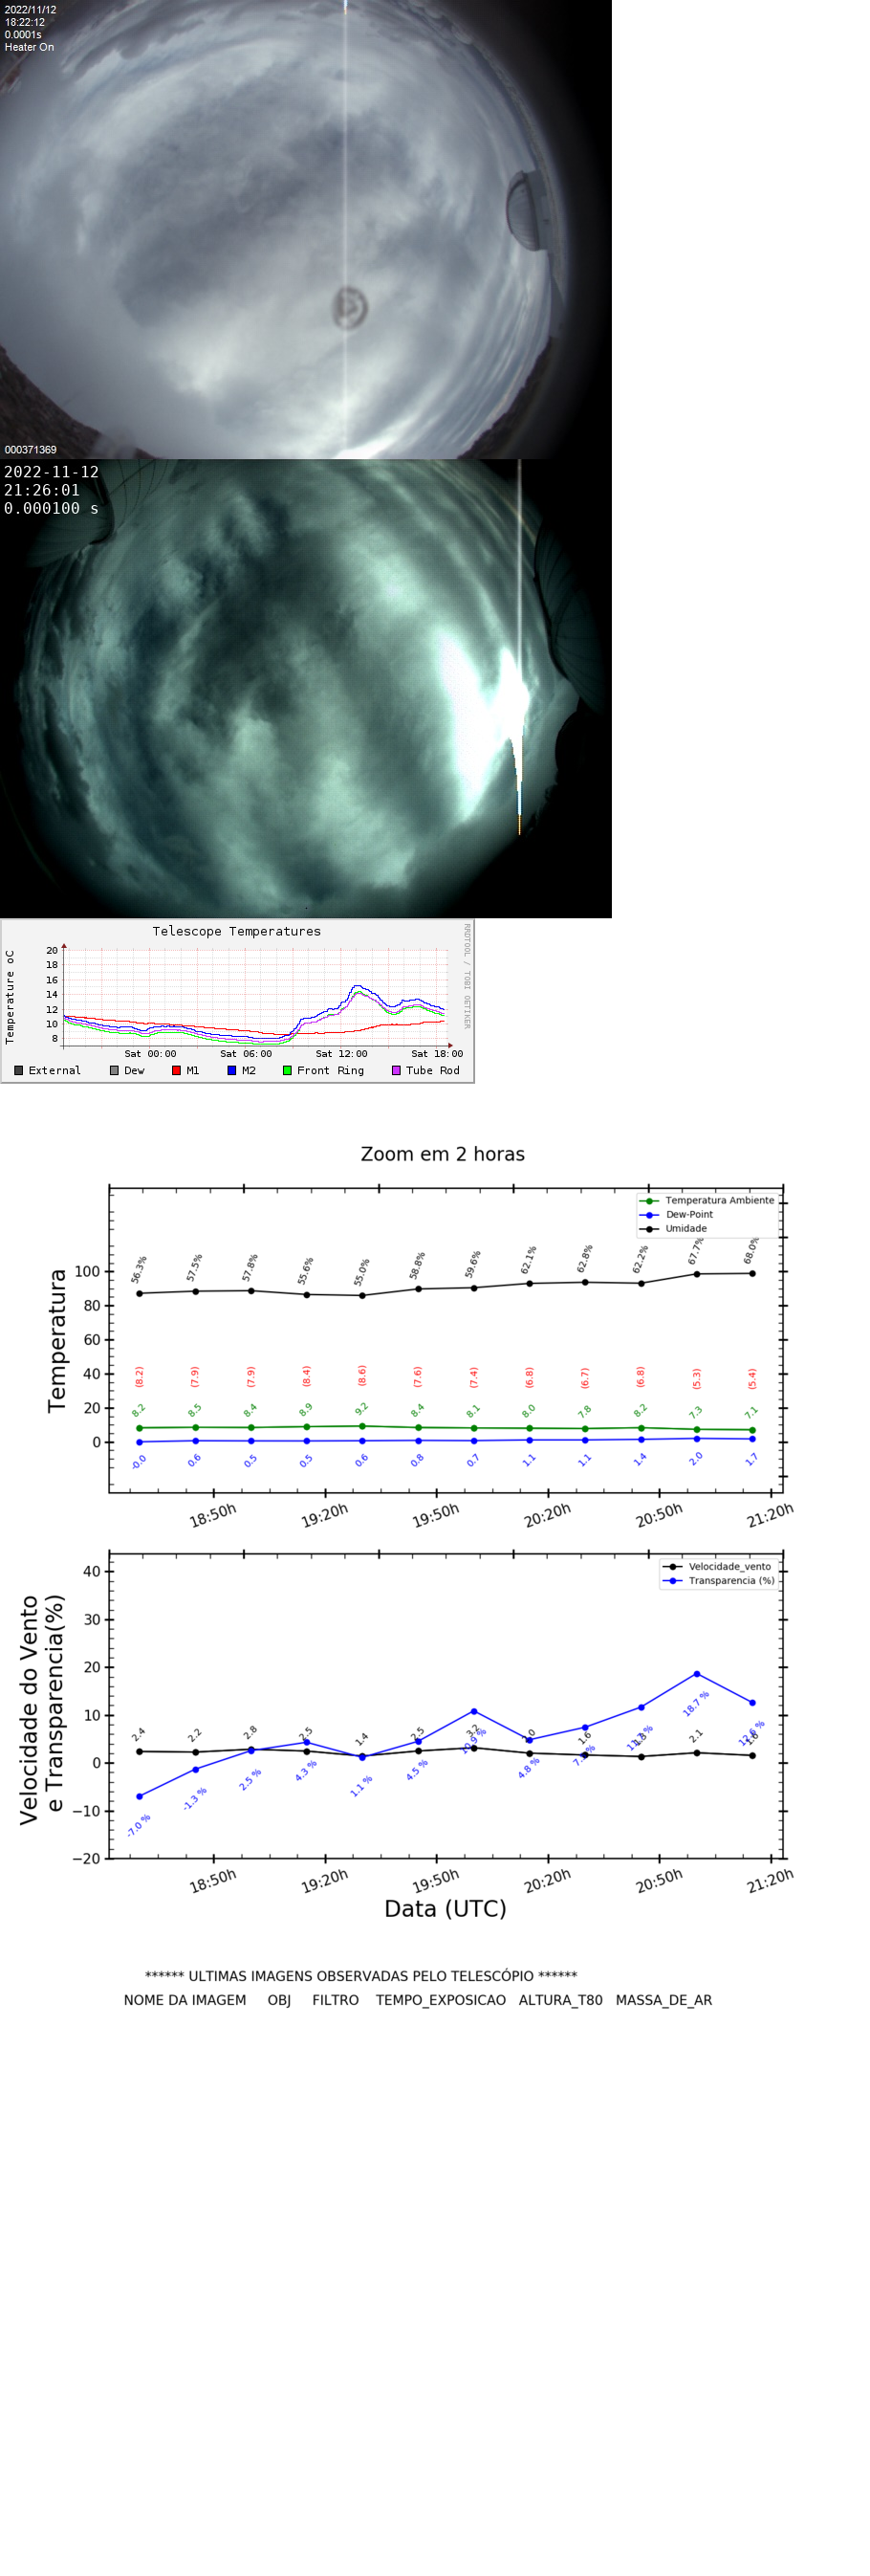 2022/11/12
18:22:12
0.0001s
Heater On
000371369
2022-11-12
21:26:01
0.000100 s
Telescope Temperatures
RRDTOOL / TOBI OETIKER
Temperature oC
20
18
16
14
12
10
8
Sat 00:00 Sat 06:00 Sat 12:00 Sat 18:00
External Dew M1 M2 Front Ring Tube Rod
Zoom em 2 horas
Temperatura Ambiente
Dew-Point
Umidade
Temperatura
100
80
60
40
20
0
56.3% 57.5% 57.8% 55.6% 55.0% 58.8% 59.6% 62.1% 62.8% 62.2% 67.7% 68.0%
(8.2) (7.9) (7.9) (8.4) (8.6) (7.6) (7.4) (6.8) (6.7) (6.8) (5.3) (5.4)
8.2 8.5 8.4 8.9 9.2 8.4 8.1 8.0 7.8 8.2 7.3 7.1
-0.0 0.6 0.5 0.5 0.6 0.8 0.7 1.1 1.1 1.4 2.0 1.7
18:50h 19:20h 19:50h 20:20h 20:50h 21:20h
Velocidade_vento
Transparencia (%)
Velocidade do Vento
e Transparencia(%)
40
30
20
10
0
−10
−20
2.4 2.2 2.8 2.5 1.4 2.5 3.2 1.6 2.1
-7.0 % -1.3 % 2.5 % 4.3 % 1.1 % 4.5 % 10.9 % 4.8 % 18.7 % 12.6 %
18:50h 19:20h 19:50h 20:20h 20:50h 21:20h
Data (UTC)
****** ULTIMAS IMAGENS OBSERVADAS PELO TELESCÓPIO ******
NOME DA IMAGEM OBJ FILTRO TEMPO_EXPOSICAO ALTURA_T80 MASSA_DE_AR